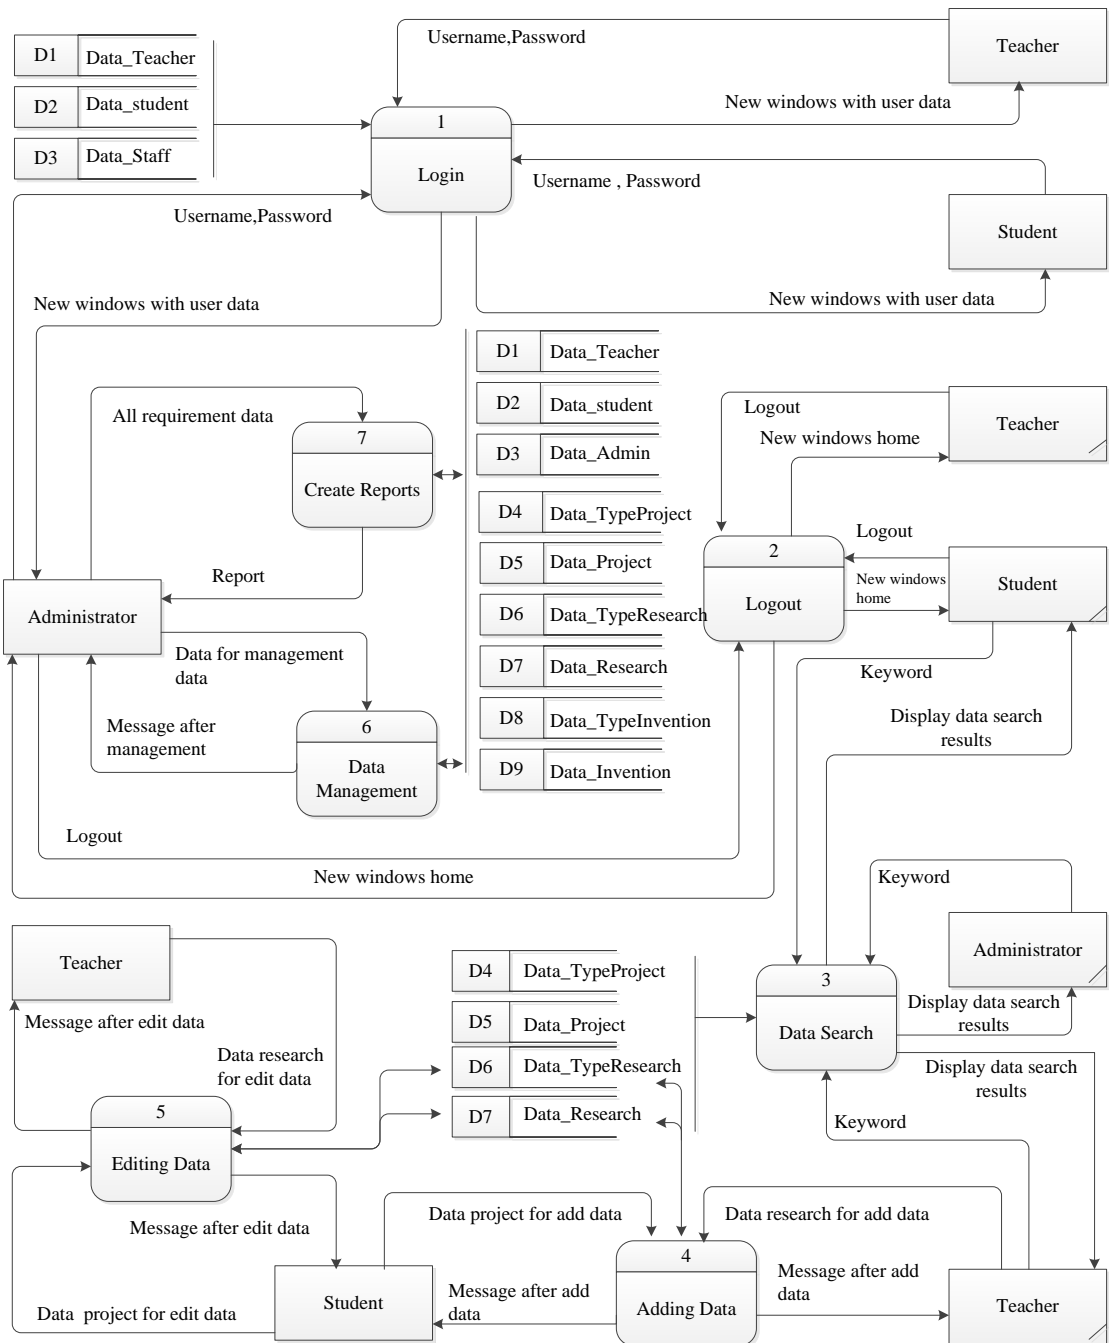 Username,Password
Teacher
D1 Data_Teacher
New windows with user data
D2 Data_student
1
D3 Data_Staff
Login
Username , Password
Username,Password
Student
New windows with user data
New windows with user data
D1 Data_Teacher
D2 Data_student
D3 Data_Admin
D4 Data_TypeProject
D5 Data_Project
D6 Data_TypeResearch
D7 Data_Research
D8 Data_TypeInvention
D9 Data_Invention
All requirement data
7
Create Reports
Report
Administrator
Data for management
data
Message after
management
6
Data
Management
Logout
New windows home
Logout
New windows home
Teacher
2
Logout
Logout
New windows
home
Student
Keyword
Display data search
results
Keyword
Administrator
3
Data Search
Display data search
results
Display data search
results
Keyword
Teacher
Message after edit data
Data research
for edit data
D4 Data_TypeProject
D5 Data_Project
D6 Data_TypeResearch
D7 Data_Research
5
Editing Data
Message after edit data
Data project for add data
Data research for add data
4
Adding Data
Message after add
data
Message after add
data
Student
Data  project for edit data
Teacher